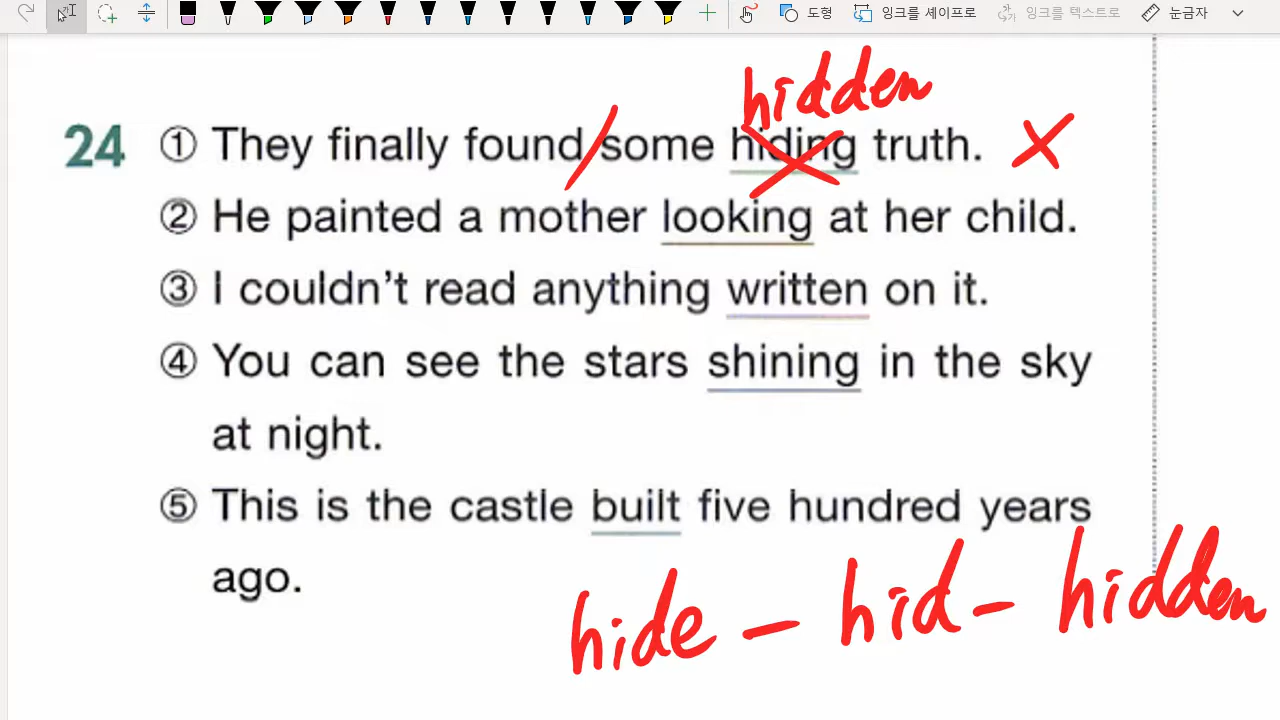 도형 잉크를 셰이프로 잉크를 텍스트로 눈금자
hidden
24 ① They finally found some hiding truth. X
② He painted a mother looking at her child.
③ I couldn't read anything written on it.
④ You can see the stars shining in the sky
at night.
⑤ This is the castle built five hundred years
ago.
hide - hid - hidden